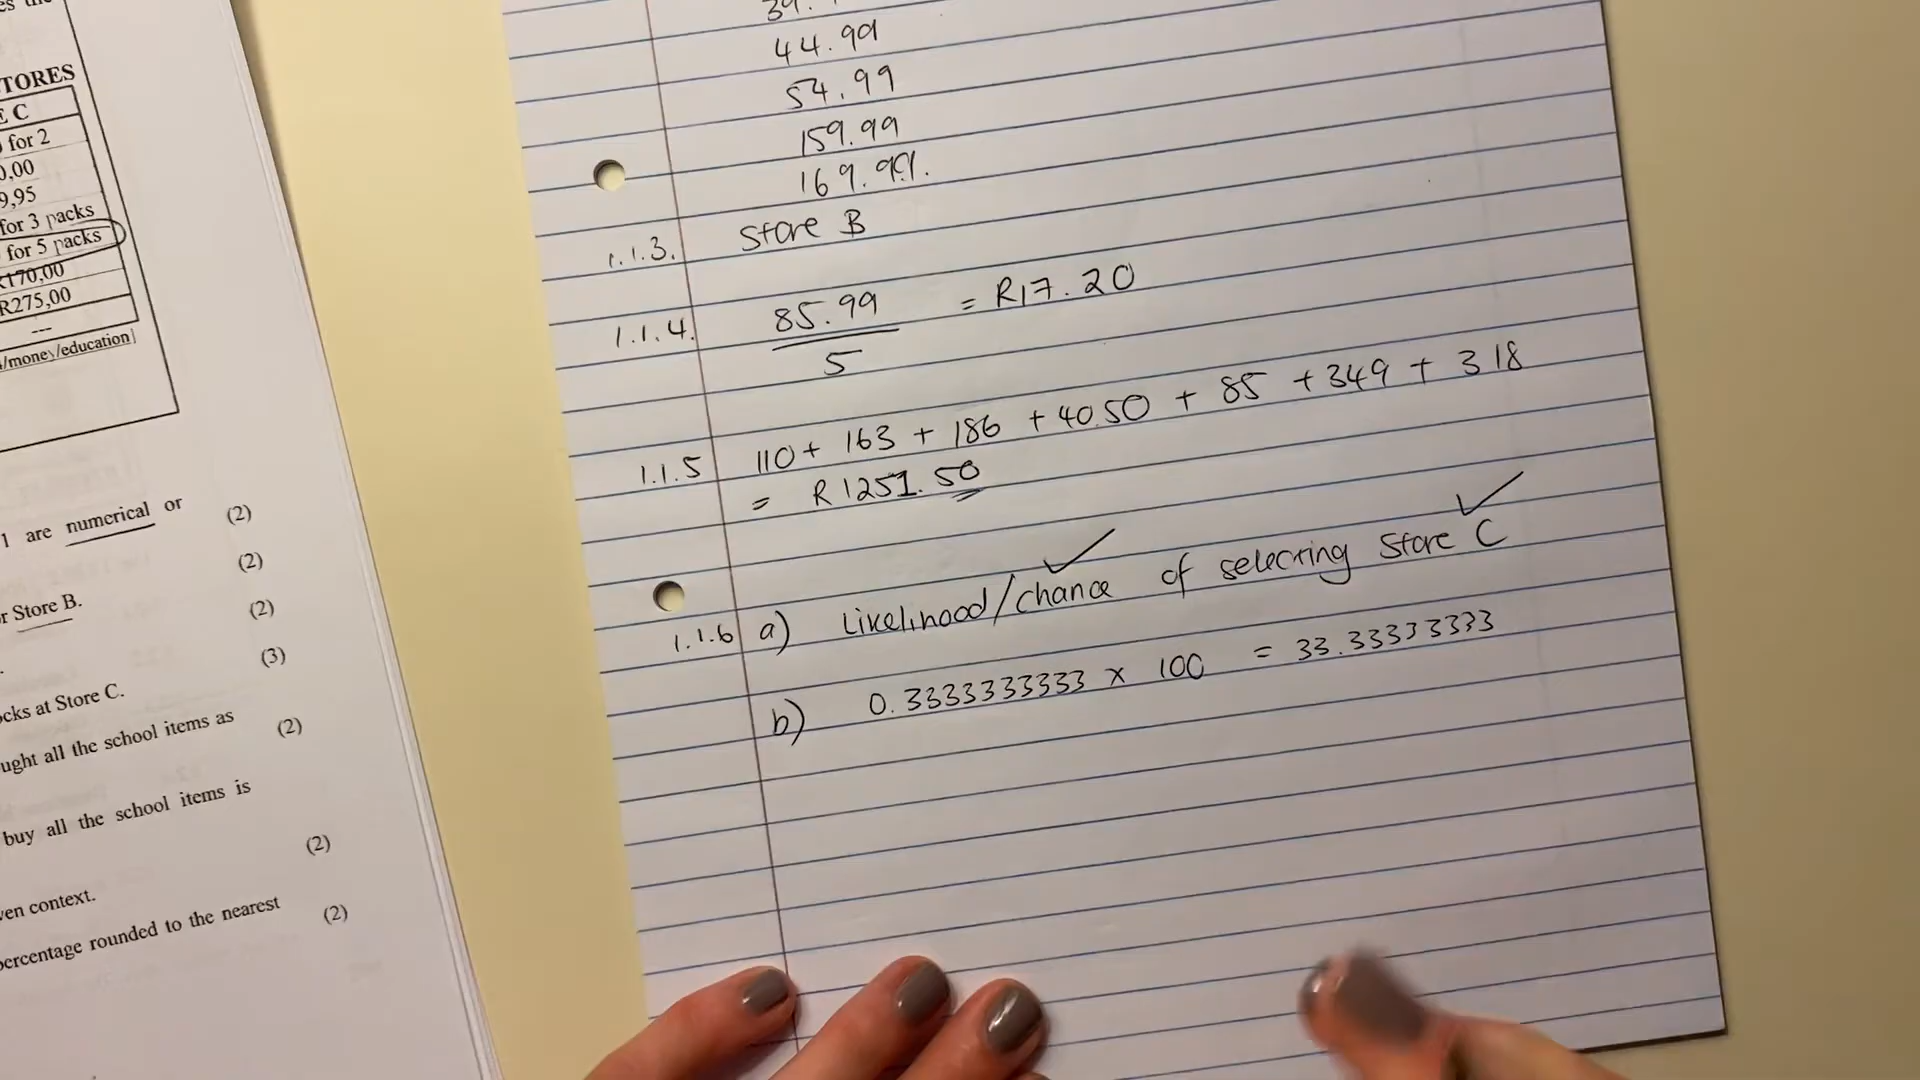 TORES
E C
for 2
0,00
9,95
for 3 packs
for 5 packs
R170,00
R275,00
---
/money/education]
1 are numerical or
(2)
(2)
r Store B.
(2)
(3)
cks at Store C.
ught all the school items as
(2)
buy all the school items is
(2)
ven context.
percentage rounded to the nearest
(2)
44.99
54.99
159.99
169.99.
1.1.3. Store B
1.1.4. 85.99 = R17.20
5
1.1.5 110 + 163 + 186 + 40.50 + 85 + 349 + 318
= R1251.50
1.1.6 a) Likelihood/chance of selecting Store C
b) 0.3333333333 x 100 = 33.33333333